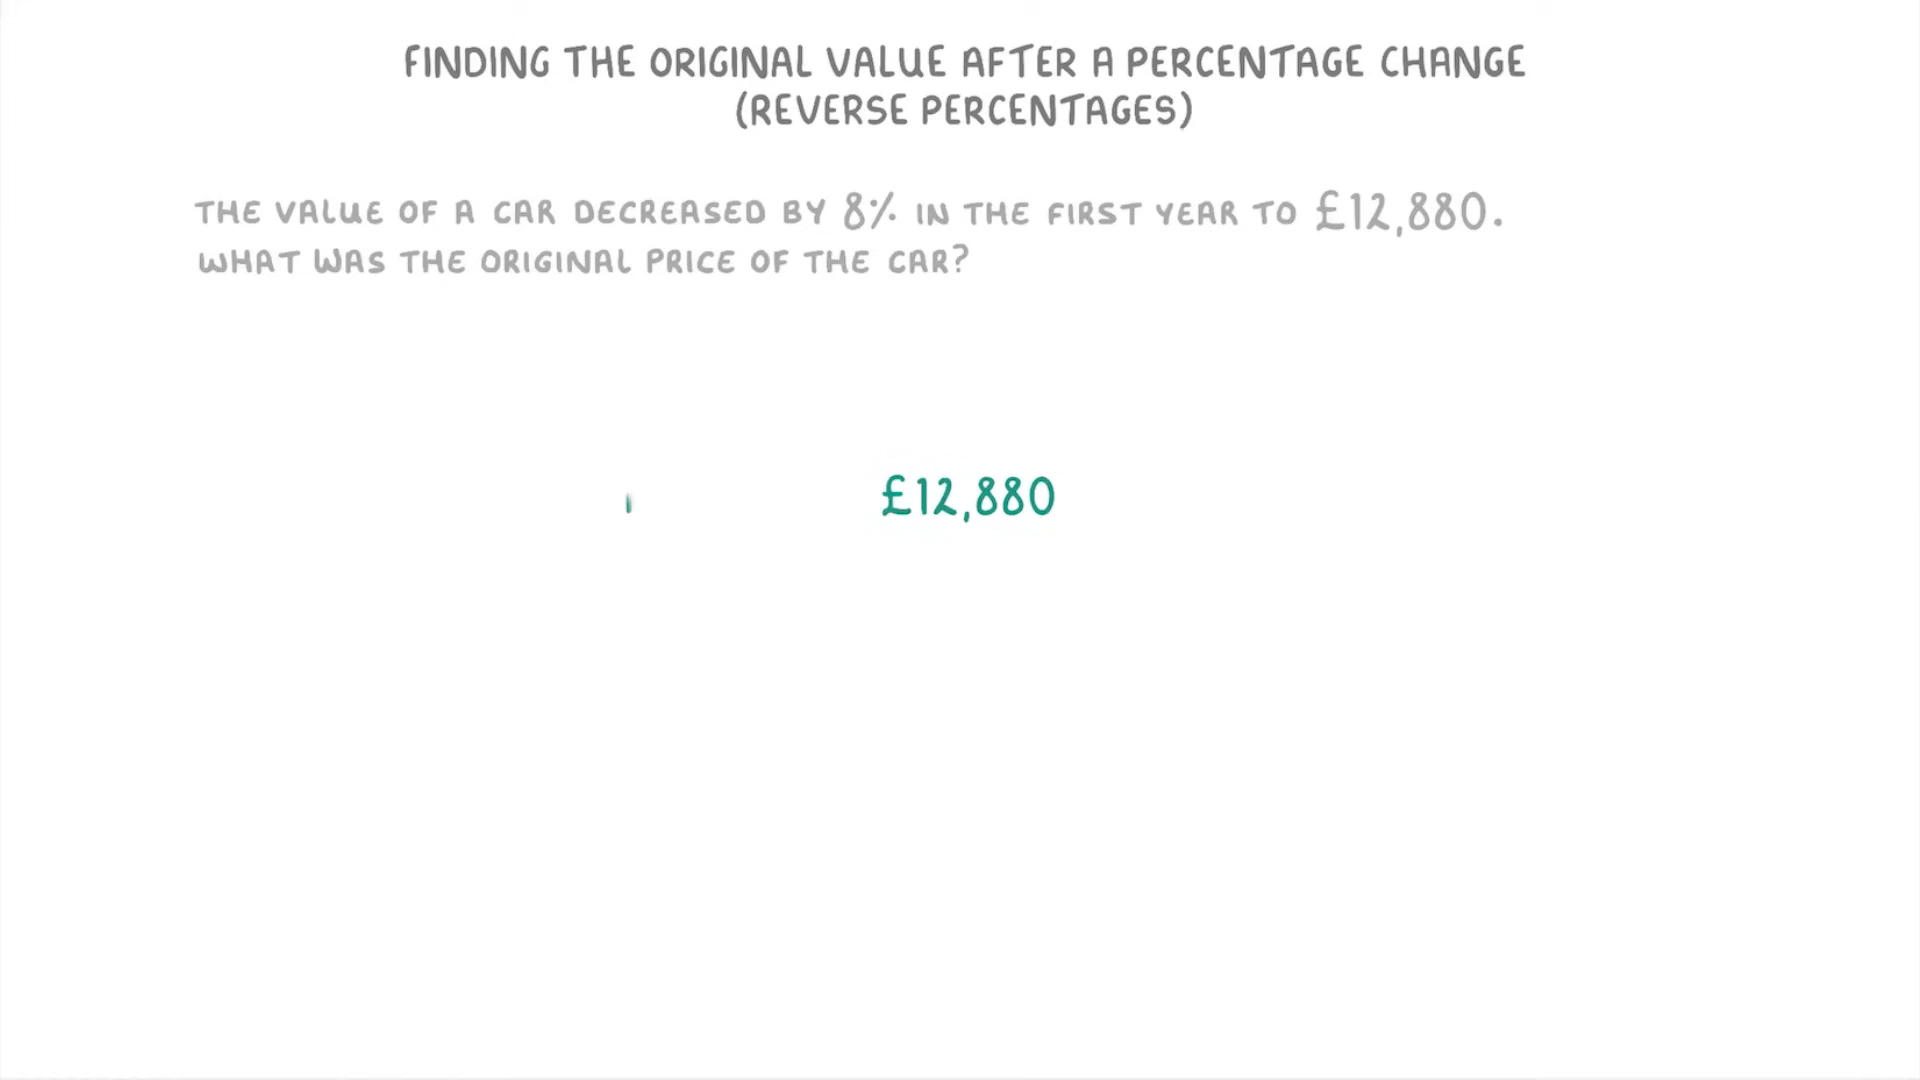 FINDING THE ORIGINAL VALUE AFTER A PERCENTAGE CHANGE
(REVERSE PERCENTAGES)
THE VALUE OF A CAR DECREASED BY 8% IN THE FIRST YEAR TO £12,880.
WHAT WAS THE ORIGINAL PRICE OF THE CAR?
£12,880